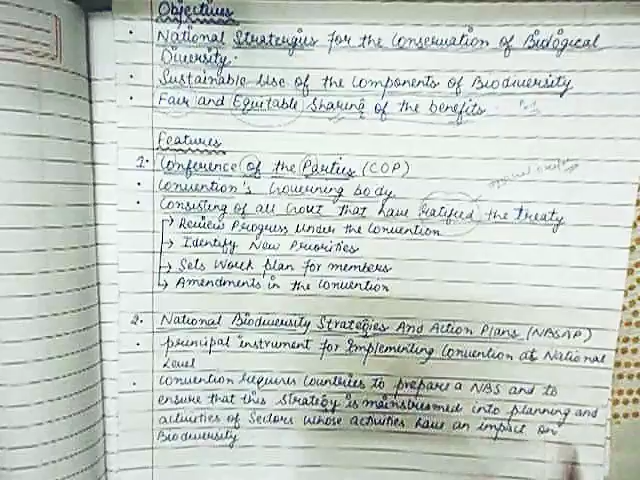 Objectives
• National Stratergies for the Conservation of Biological
Diversity.
• Sustainable Use of the Components of Biodiversity
• Fair and Equitable Sharing of the benefits
Features
1. Conference of the Parties (COP)
• Convention's Governing body
• Consisting of all Govt that have ratified the treaty
→ Review Progress under the Convention
→ Identify New Priorities
→ Sets Work plan for members
→ Amendments in the Convention
2. National Biodiversity Strategies And Action Plans (NBSAP)
• principal instrument for implementing Convention at National
Level
• Convention requires Countries to prepare a NBS and to
ensure that this strategy is mainstreamed into planning and
activities of Sectors whose activities have an impact on
Biodiversity